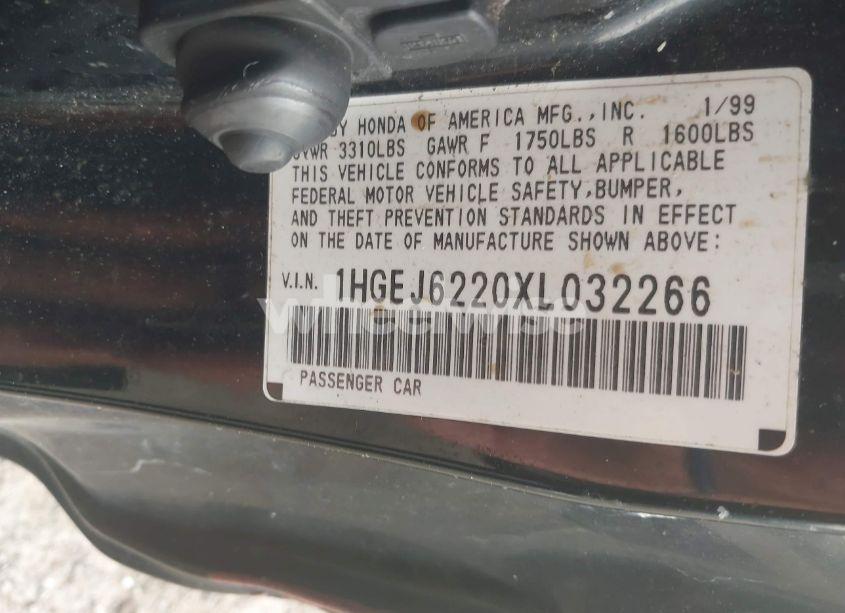 BY HONDA OF AMERICA MFG.,INC. 1/99
GVWR 3310LBS GAWR F 1750LBS R 1600LBS
THIS VEHICLE CONFORMS TO ALL APPLICABLE
FEDERAL MOTOR VEHICLE SAFETY,BUMPER,
AND THEFT PREVENTION STANDARDS IN EFFECT
ON THE DATE OF MANUFACTURE SHOWN ABOVE:
V.I.N. 1HGEJ6220XL032266
wheelwise
PASSENGER CAR